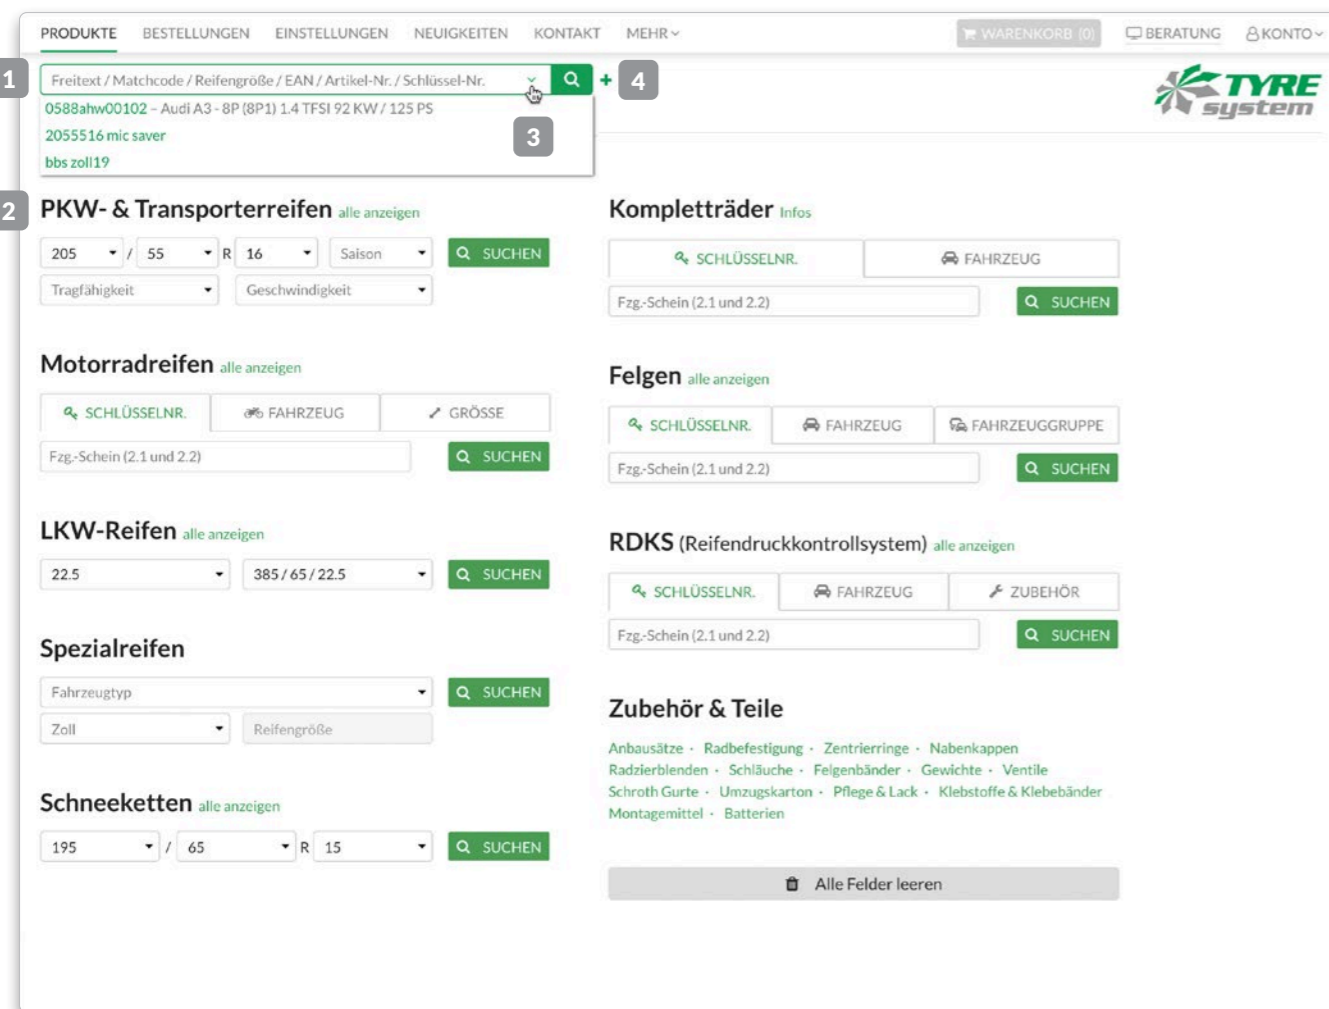 PRODUKTE BESTELLUNGEN EINSTELLUNGEN NEUIGKEITEN KONTAKT MEHR WARENKORB (0) BERATUNG KONTO
1 Freitext / Matchcode / Reifengröße / EAN / Artikel-Nr. / Schlüssel-Nr. + 4
TYRE
system
0588ahw00102 – Audi A3 - 8P (8P1) 1.4 TFSI 92 KW / 125 PS
2055516 mic saver
3
bbs zoll19
2 PKW- & Transporterreifen alle anzeigen
205 / 55 R 16 Saison SUCHEN
Tragfähigkeit Geschwindigkeit
Motorradreifen alle anzeigen
SCHLÜSSELNR. FAHRZEUG GRÖSSE
Fzg.-Schein (2.1 und 2.2) SUCHEN
LKW-Reifen alle anzeigen
22.5 385 / 65 / 22.5 SUCHEN
Spezialreifen
Fahrzeugtyp SUCHEN
Zoll Reifengröße
Schneeketten alle anzeigen
195 / 65 R 15 SUCHEN
Kompletträder Infos
SCHLÜSSELNR. FAHRZEUG
Fzg.-Schein (2.1 und 2.2) SUCHEN
Felgen alle anzeigen
SCHLÜSSELNR. FAHRZEUG FAHRZEUGGRUPPE
Fzg.-Schein (2.1 und 2.2) SUCHEN
RDKS (Reifendruckkontrollsystem) alle anzeigen
SCHLÜSSELNR. FAHRZEUG ZUBEHÖR
Fzg.-Schein (2.1 und 2.2) SUCHEN
Zubehör & Teile
Anbausätze · Radbefestigung · Zentrierringe · Nabenkappen
Radzierblenden · Schläuche · Felgenbänder · Gewichte · Ventile
Schroth Gurte · Umzugskarton · Pflege & Lack · Klebstoffe & Klebebänder
Montagemittel · Batterien
Alle Felder leeren